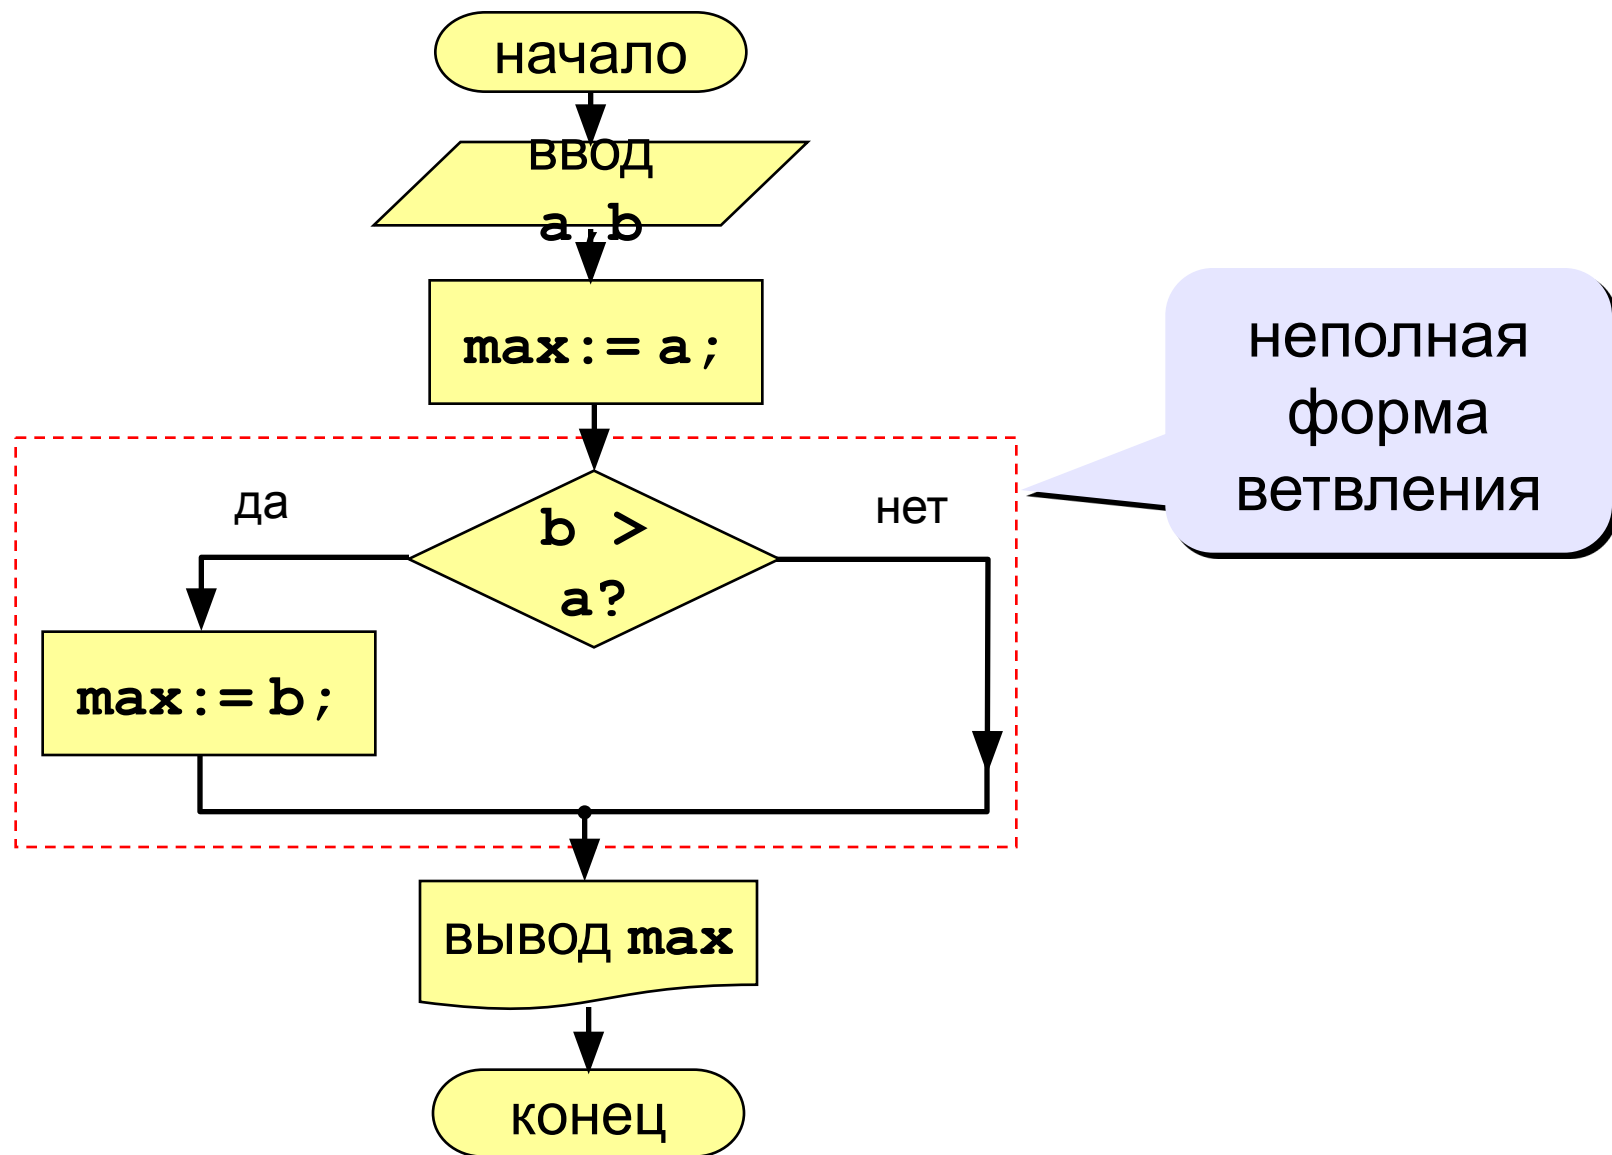 начало
ввод
a,b
max:= a;
да
нет
b >
a?
max:= b;
вывод max
конец
неполная
форма
ветвления